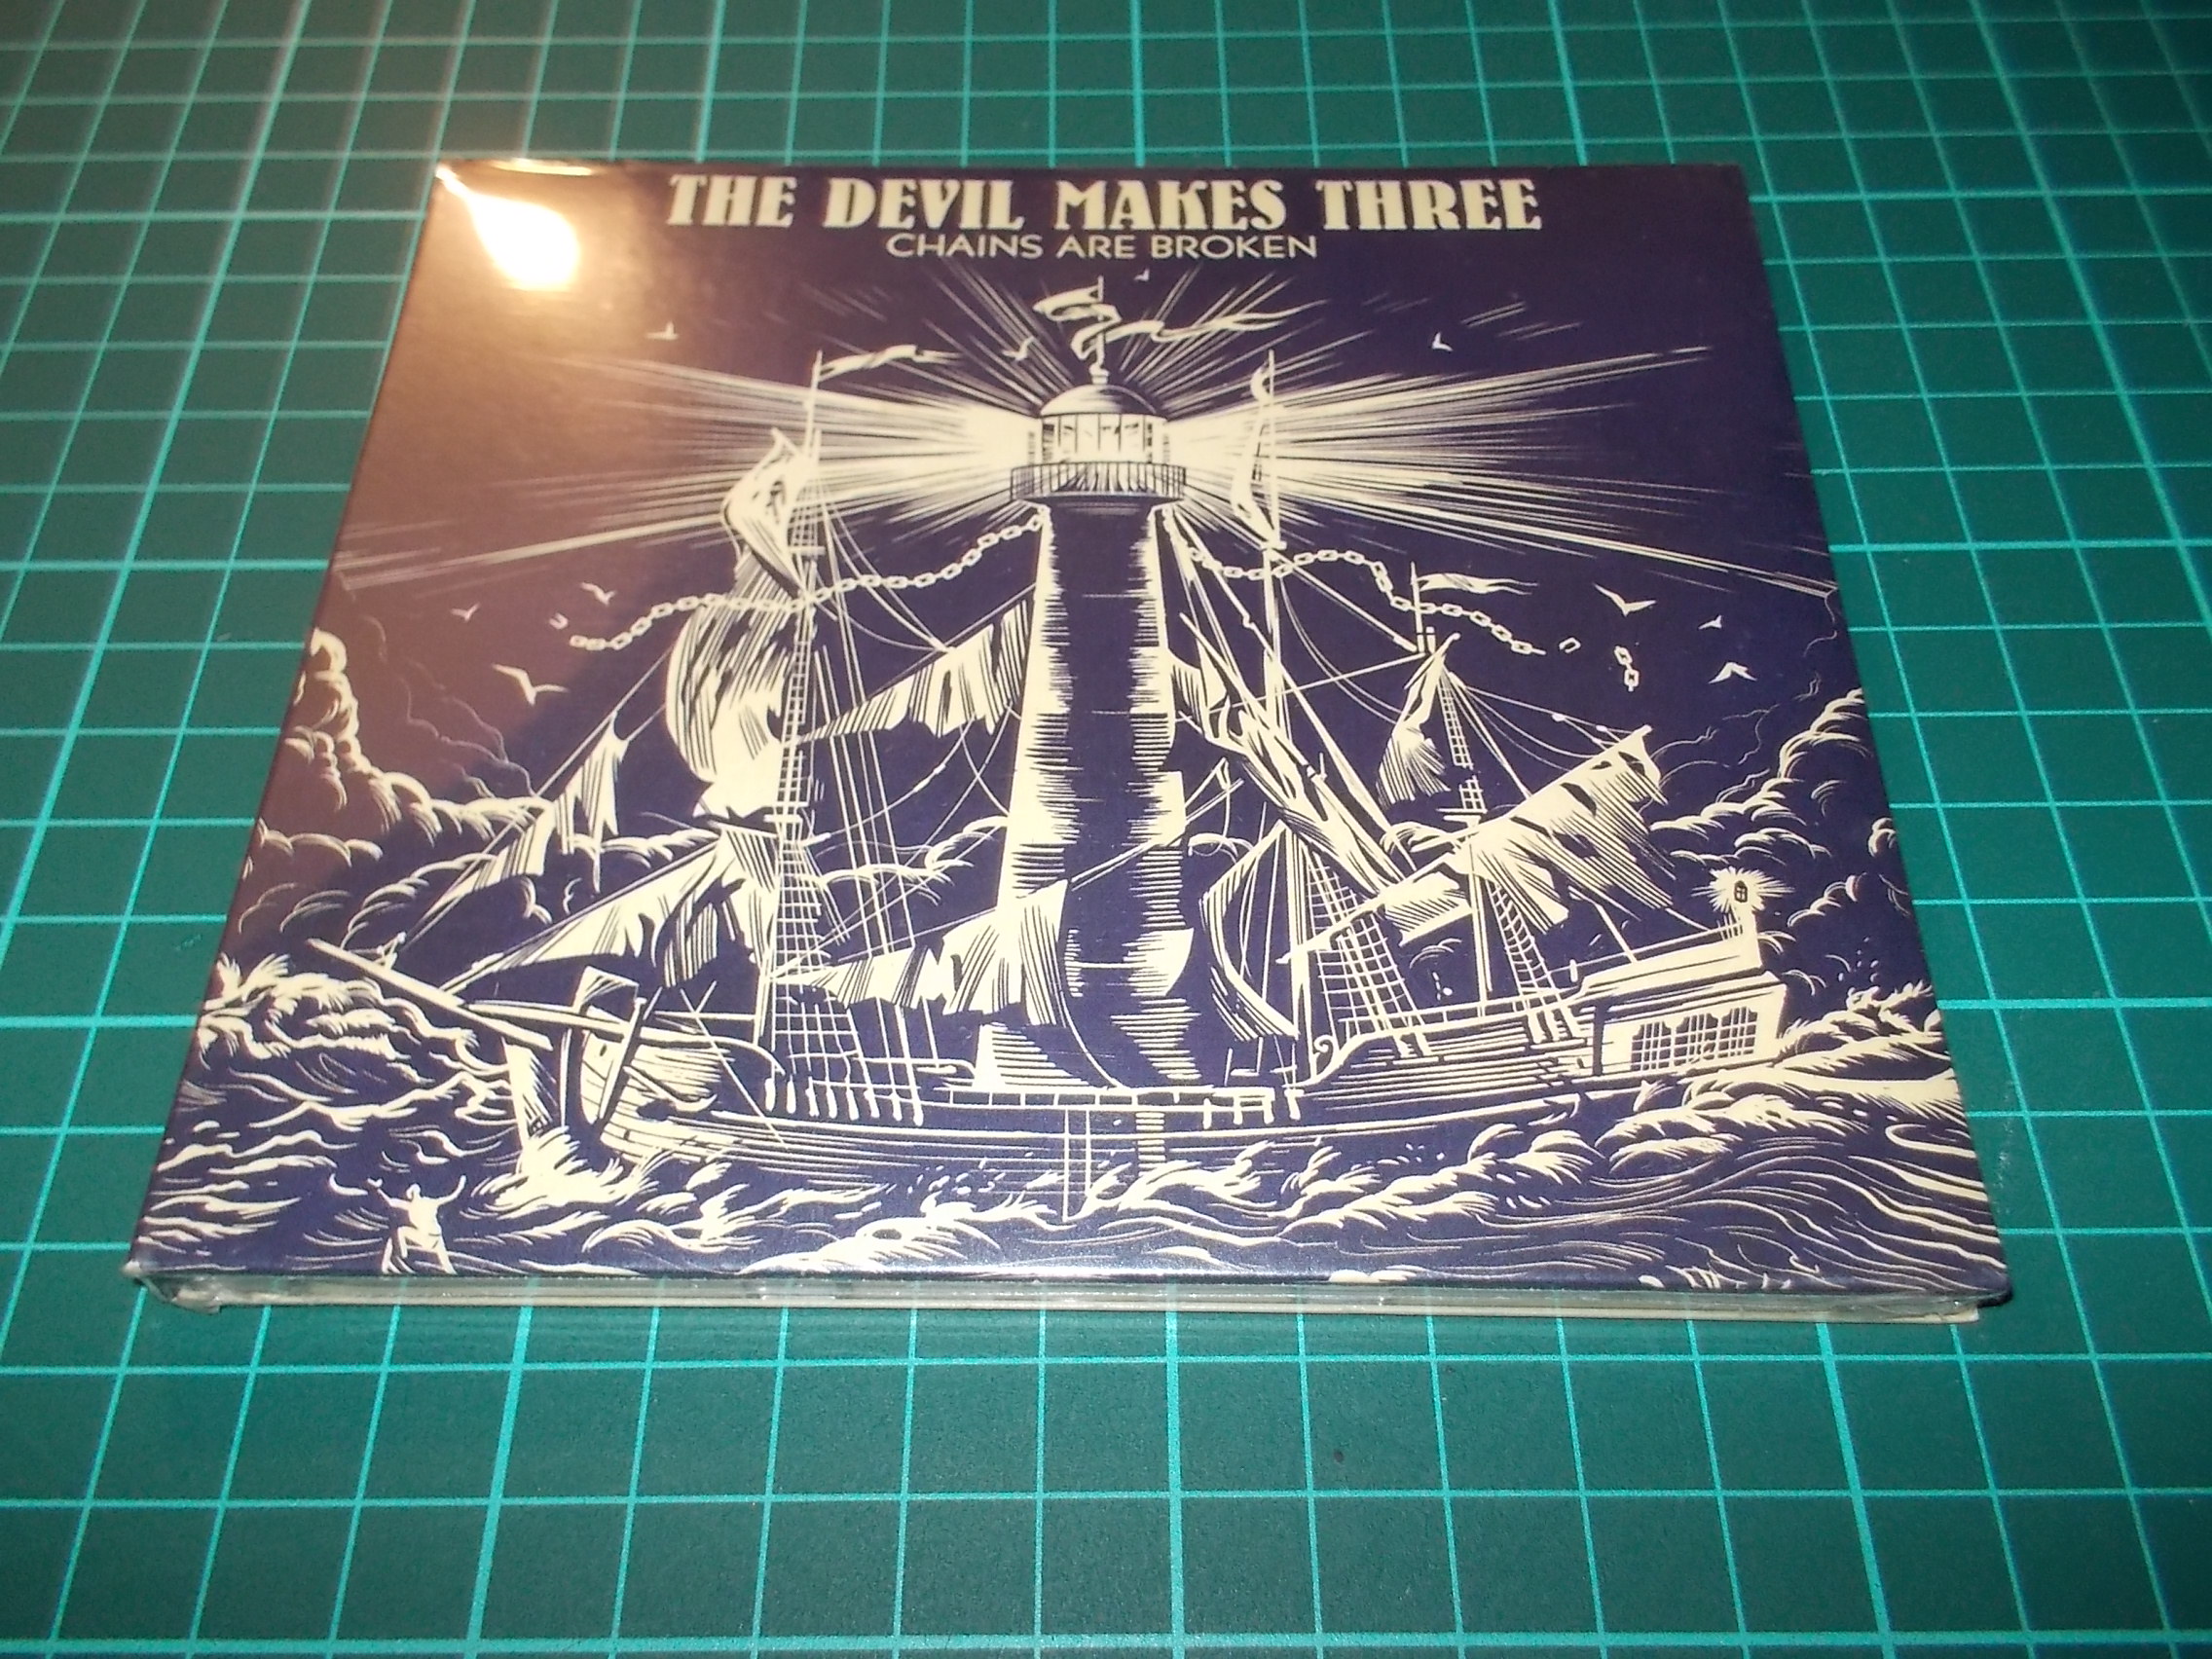 THE DEVIL MAKES THREE
CHAINS ARE BROKEN